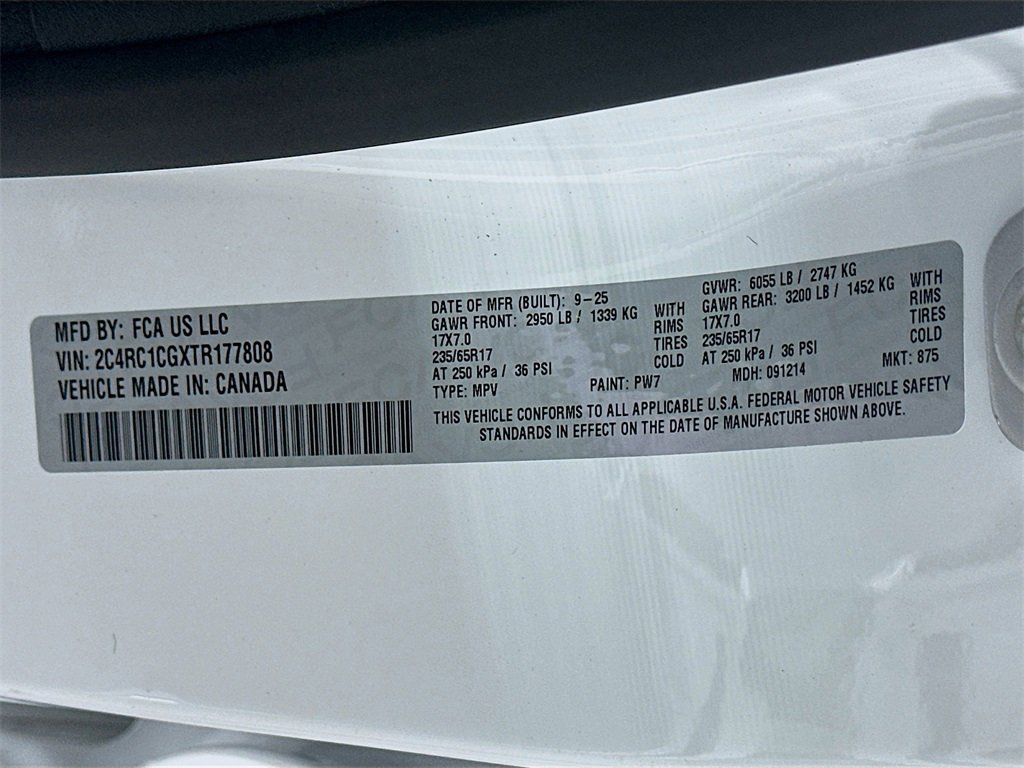 MFD BY: FCA US LLC
VIN: 2C4RC1CGXTR177808
VEHICLE MADE IN: CANADA
DATE OF MFR (BUILT): 9-25
GAWR FRONT: 2950 LB / 1339 KG WITH
17X7.0 RIMS
235/65R17 TIRES
AT 250 kPa / 36 PSI COLD
TYPE: MPV PAINT: PW7
GVWR: 6055 LB / 2747 KG
GAWR REAR: 3200 LB / 1452 KG WITH
17X7.0 RIMS
235/65R17 TIRES
AT 250 kPa / 36 PSI COLD
MDH: 091214 MKT: 875
THIS VEHICLE CONFORMS TO ALL APPLICABLE U.S.A. FEDERAL MOTOR VEHICLE SAFETY
STANDARDS IN EFFECT ON THE DATE OF MANUFACTURE SHOWN ABOVE.